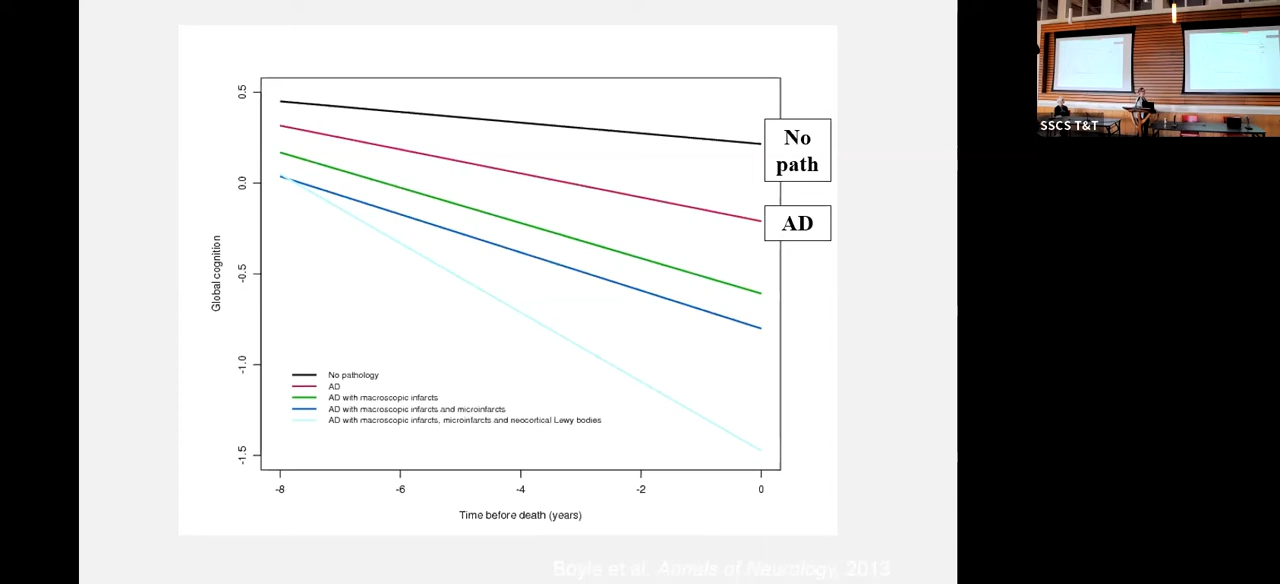 SSCS T&T
0.5
0.0
-0.5
-1.0
-1.5
Global cognition
No
path
AD
No pathology
AD
AD with macroscopic infarcts
AD with macroscopic infarcts and microinfarcts
AD with macroscopic infarcts, microinfarcts and neocortical Lewy bodies
-8
-6
-4
-2
0
Time before death (years)
Boyle et al. Annals of Neurology, 2013